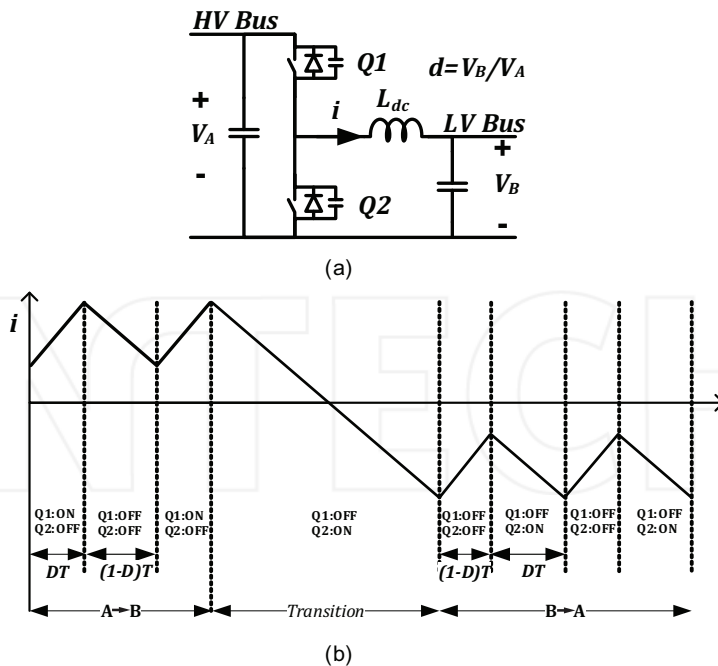 HV Bus
Q1
d=VB/VA
+
VA
-
i
Ldc
LV Bus
+
VB
-
Q2
(a)
INTECH
i
Q1:ON
Q2:OFF
Q1:OFF
Q2:OFF
Q1:ON
Q2:OFF
Q1:OFF
Q2:ON
Q1:OFF
Q2:OFF
Q1:OFF
Q2:ON
Q1:OFF
Q2:OFF
Q1:OFF
Q2:ON
DT
(1-D)T
(1-D)T
DT
A→B
Transition
B→A
(b)